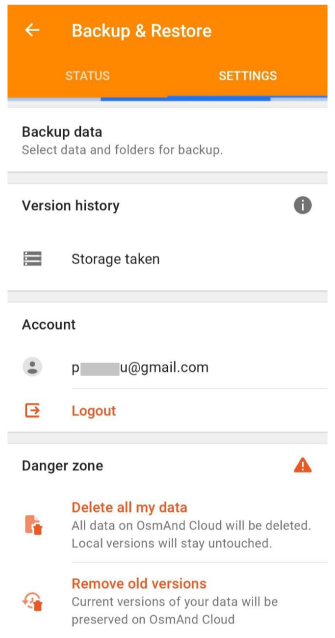 Backup & Restore
STATUS
SETTINGS
Backup data
Select data and folders for backup.
Version history
Storage taken
Account
p u@gmail.com
Logout
Danger zone
Delete all my data
All data on OsmAnd Cloud will be deleted.
Local versions will stay untouched.
Remove old versions
Current versions of your data will be
preserved on OsmAnd Cloud